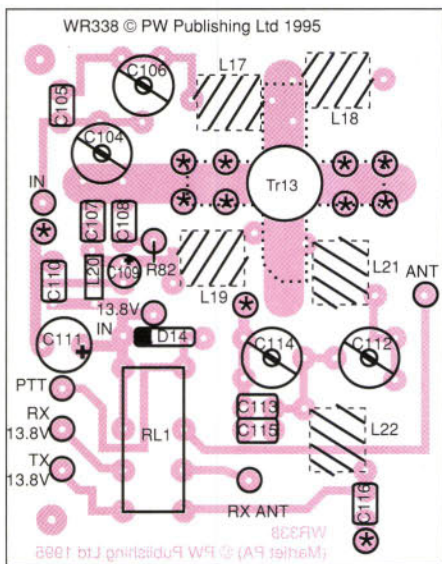 WR338 © PW Publishing Ltd 1995
L17
C106
C105
L18
C104
IN
Tr13
C107
C108
R82
C110
L20
C109
L19
L21
ANT
13.8V
C111
IN
D14
C114
C112
PTT
RX
13.8V
RL1
C113
C115
TX
13.8V
L22
RX ANT
C116
WR338
(Marlet PA) © PW Publishing Ltd 1995